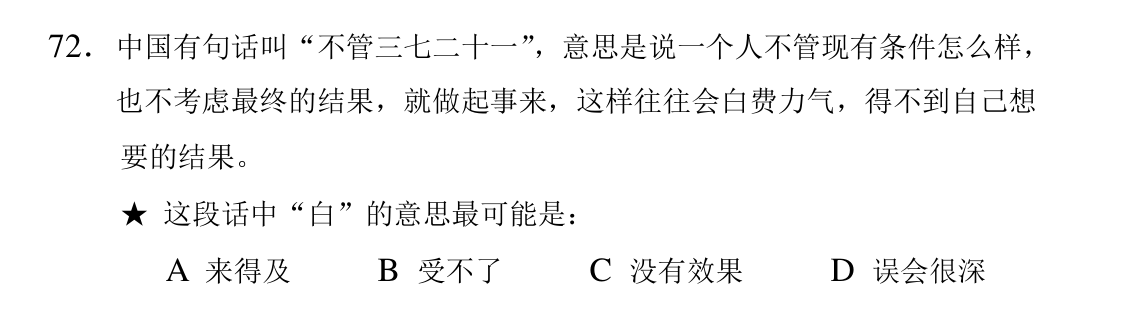 72. 中国有句话叫“不管三七二十一”，意思是说一个人不管现有条件怎么样，
也不考虑最终的结果，就做起事来，这样往往会白费力气，得不到自己想
要的结果。
★ 这段话中“白”的意思最可能是：
A 来得及 B 受不了 C 没有效果 D 误会很深